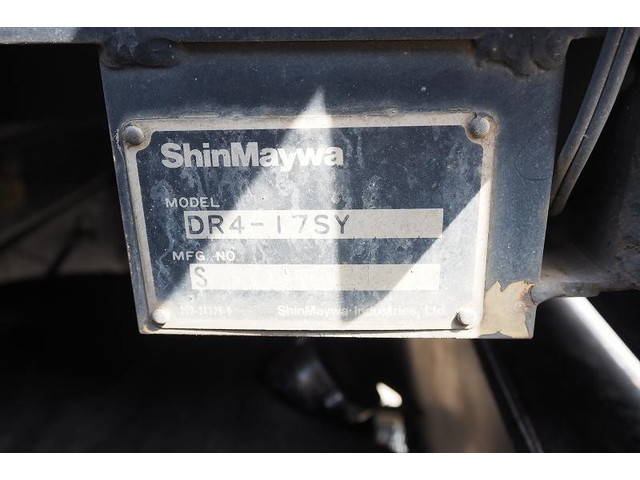 ShinMaywa
MODEL
DR4-17SY
MFG. NO.
S
ShinMaywa Industries, Ltd.